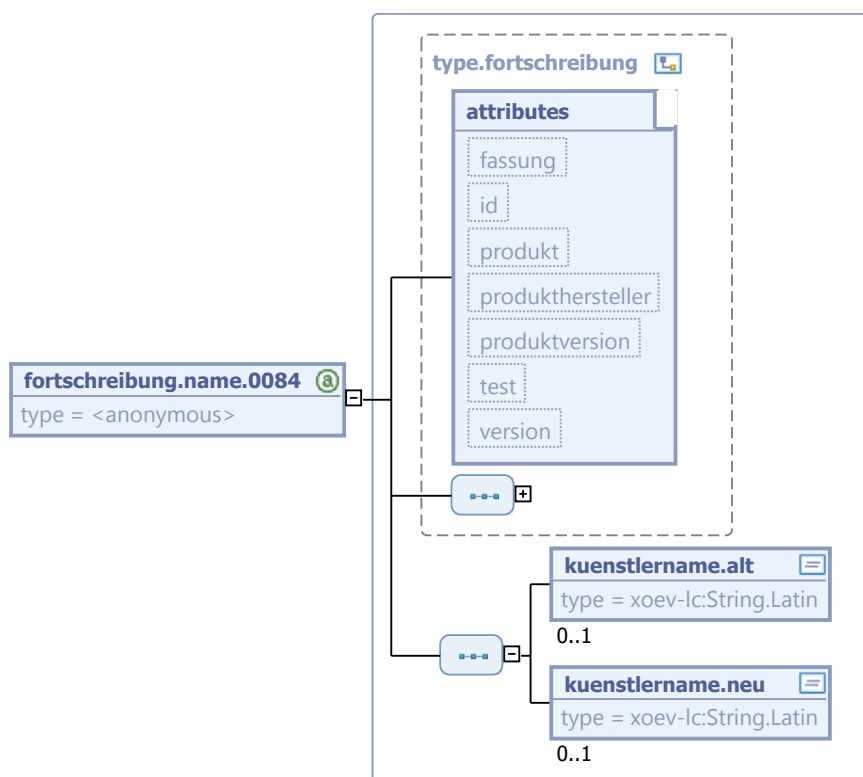 type.fortschreibung
attributes
fassung
id
produkt
produkthersteller
produktversion
test
version
fortschreibung.name.0084 a
type = <anonymous>
kuenstlername.alt
type = xoev-lc:String.Latin
0..1
kuenstlername.neu
type = xoev-lc:String.Latin
0..1